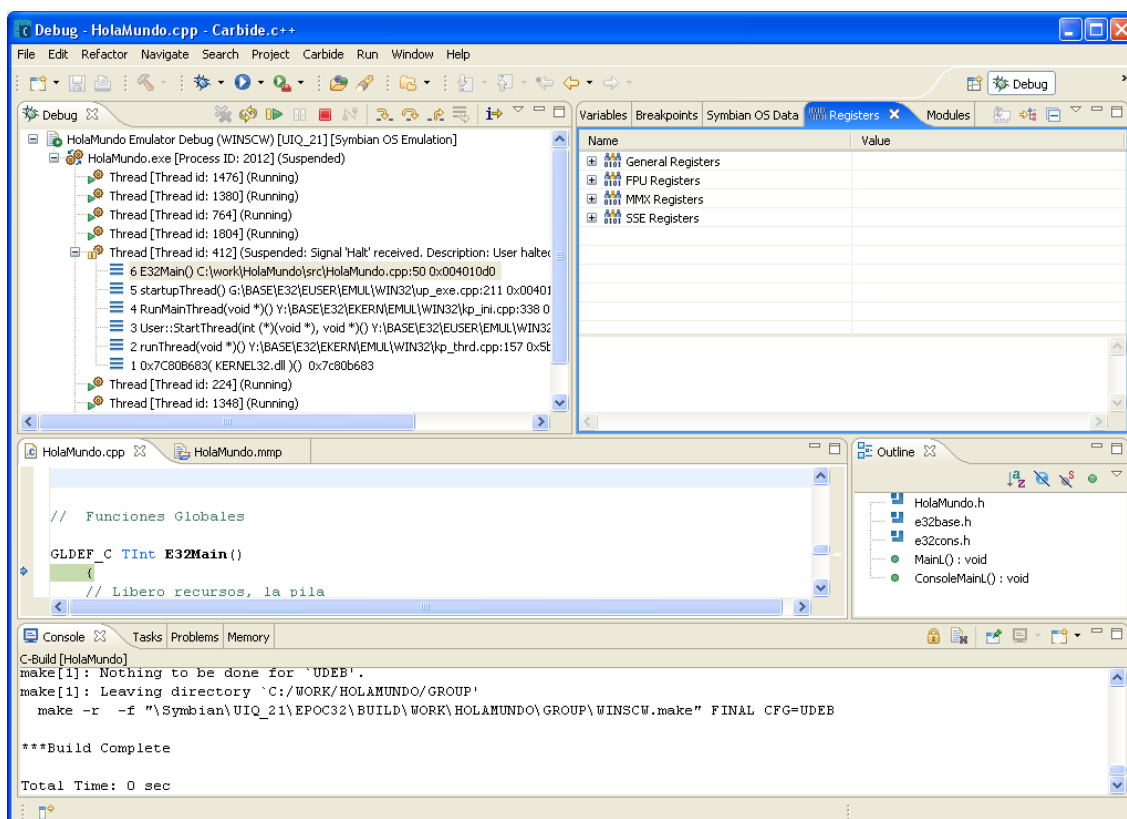 Debug - HolaMundo.cpp - Carbide.c++
File Edit Refactor Navigate Search Project Carbide Run Window Help
Debug
Debug
HolaMundo Emulator Debug (WINSCW) [UIQ_21] [Symbian OS Emulation]
HolaMundo.exe [Process ID: 2012] (Suspended)
Thread [Thread id: 1476] (Running)
Thread [Thread id: 1380] (Running)
Thread [Thread id: 764] (Running)
Thread [Thread id: 1804] (Running)
Thread [Thread id: 412] (Suspended: Signal 'Halt' received. Description: User halted
6 E32Main() C:\work\HolaMundo\src\HolaMundo.cpp:50 0x004010d0
5 startupThread() G:\BASE\E32\EUSER\EMUL\WIN32\up_exe.cpp:211 0x00401
4 RunMainThread(void *)() Y:\BASE\E32\EKERN\EMUL\WIN32\kp_ini.cpp:338 0
3 User::StartThread(int (*)(void *), void *)() Y:\BASE\E32\EUSER\EMUL\WIN32
2 runThread(void *)() Y:\BASE\E32\EKERN\EMUL\WIN32\kp_thrd.cpp:157 0x5b
1 0x7C80B683( KERNEL32.dll )() 0x7c80b683
Thread [Thread id: 224] (Running)
Thread [Thread id: 1348] (Running)
Variables Breakpoints Symbian OS Data Registers Modules
Name Value
General Registers
FPU Registers
MMX Registers
SSE Registers
HolaMundo.cpp HolaMundo.mmp
// Funciones Globales
GLDEF_C TInt E32Main()
{
// Libero recursos, la pila
Outline
HolaMundo.h
e32base.h
e32cons.h
MainL() : void
ConsoleMainL() : void
Console Tasks Problems Memory
C-Build [HolaMundo]
make[1]: Nothing to be done for `UDEB'.
make[1]: Leaving directory `C:/WORK/HOLAMUNDO/GROUP'
make -r -f "\Symbian\UIQ_21\EPOC32\BUILD\WORK\HOLAMUNDO\GROUP\WINSCW.make" FINAL CFG=UDEB
***Build Complete
Total Time: 0 sec